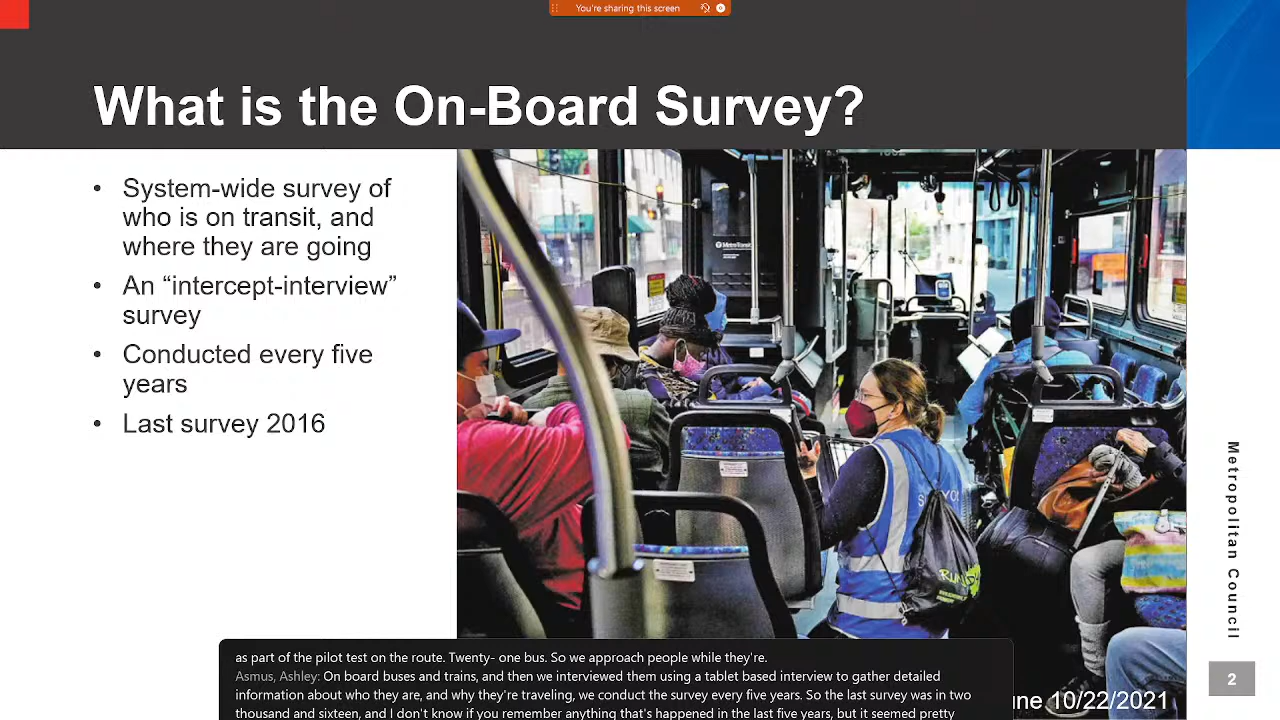 You're sharing this screen
What is the On-Board Survey?
• System-wide survey of
who is on transit, and
where they are going
• An “intercept-interview”
survey
• Conducted every five
years
• Last survey 2016
MetroTransit
Metropolitan Council
2
10/22/2021
as part of the pilot test on the route. Twenty- one bus. So we approach people while they're.
Asmus, Ashley: On board buses and trains, and then we interviewed them using a tablet based interview to gather detailed
information about who they are, and why they're traveling, we conduct the survey every five years. So the last survey was in two
thousand and sixteen, and I don't know if you remember anything that's happened in the last five years, but it seemed pretty